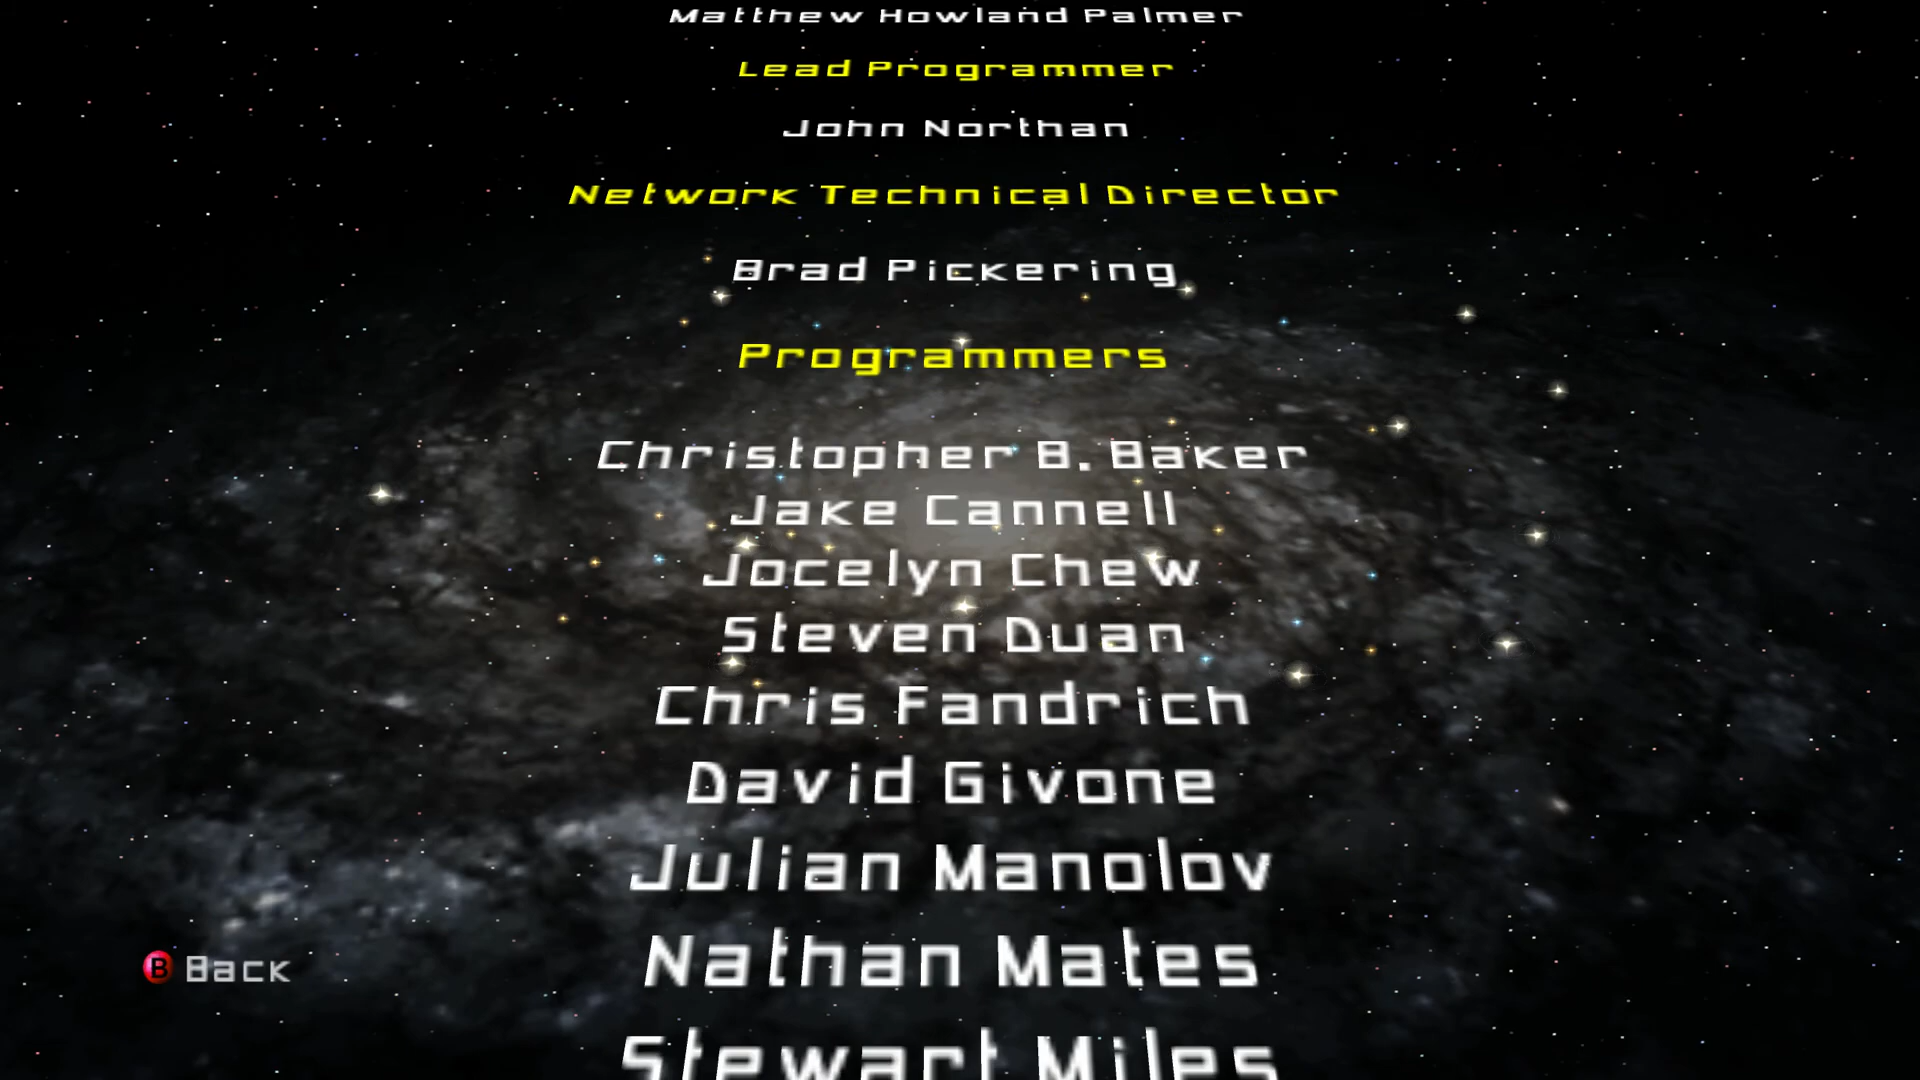 Matthew Howland Palmer
Lead Programmer
John Northan
Network Technical Director
Brad Pickering
Programmers
Christopher B. Baker
Jake Cannell
Jocelyn Chew
Steven Duan
Chris Fandrich
David Givone
Julian Manolov
Nathan Mates
B Back
Stewart Miles